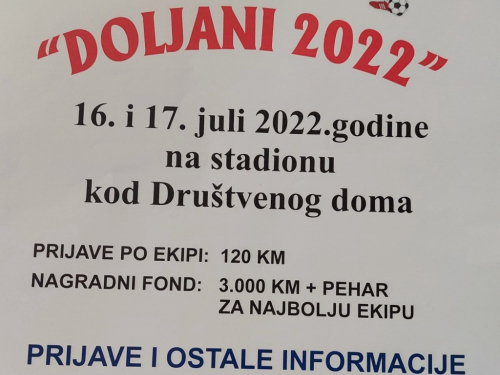 "DOLJANI 2022"
16. i 17. juli 2022.godine
na stadionu
kod Društvenog doma
PRIJAVE PO EKIPI: 120 KM
NAGRADNI FOND: 3.000 KM + PEHAR
ZA NAJBOLJU EKIPU
PRIJAVE I OSTALE INFORMACIJE